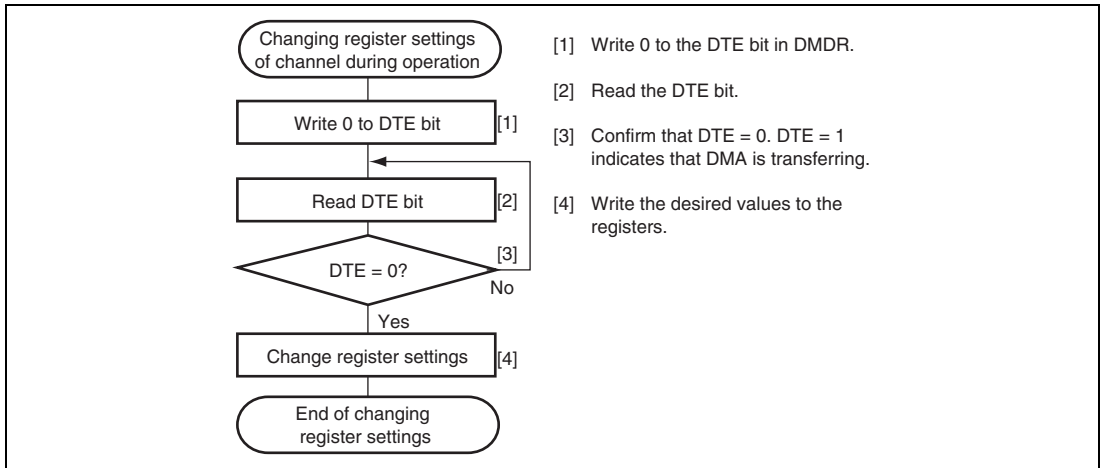 Changing register settings
of channel during operation
Write 0 to DTE bit
[1]
Read DTE bit
[2]
DTE = 0?
[3]
No
Yes
Change register settings
[4]
End of changing
register settings
[1] Write 0 to the DTE bit in DMDR.
[2] Read the DTE bit.
[3] Confirm that DTE = 0. DTE = 1
indicates that DMA is transferring.
[4] Write the desired values to the
registers.